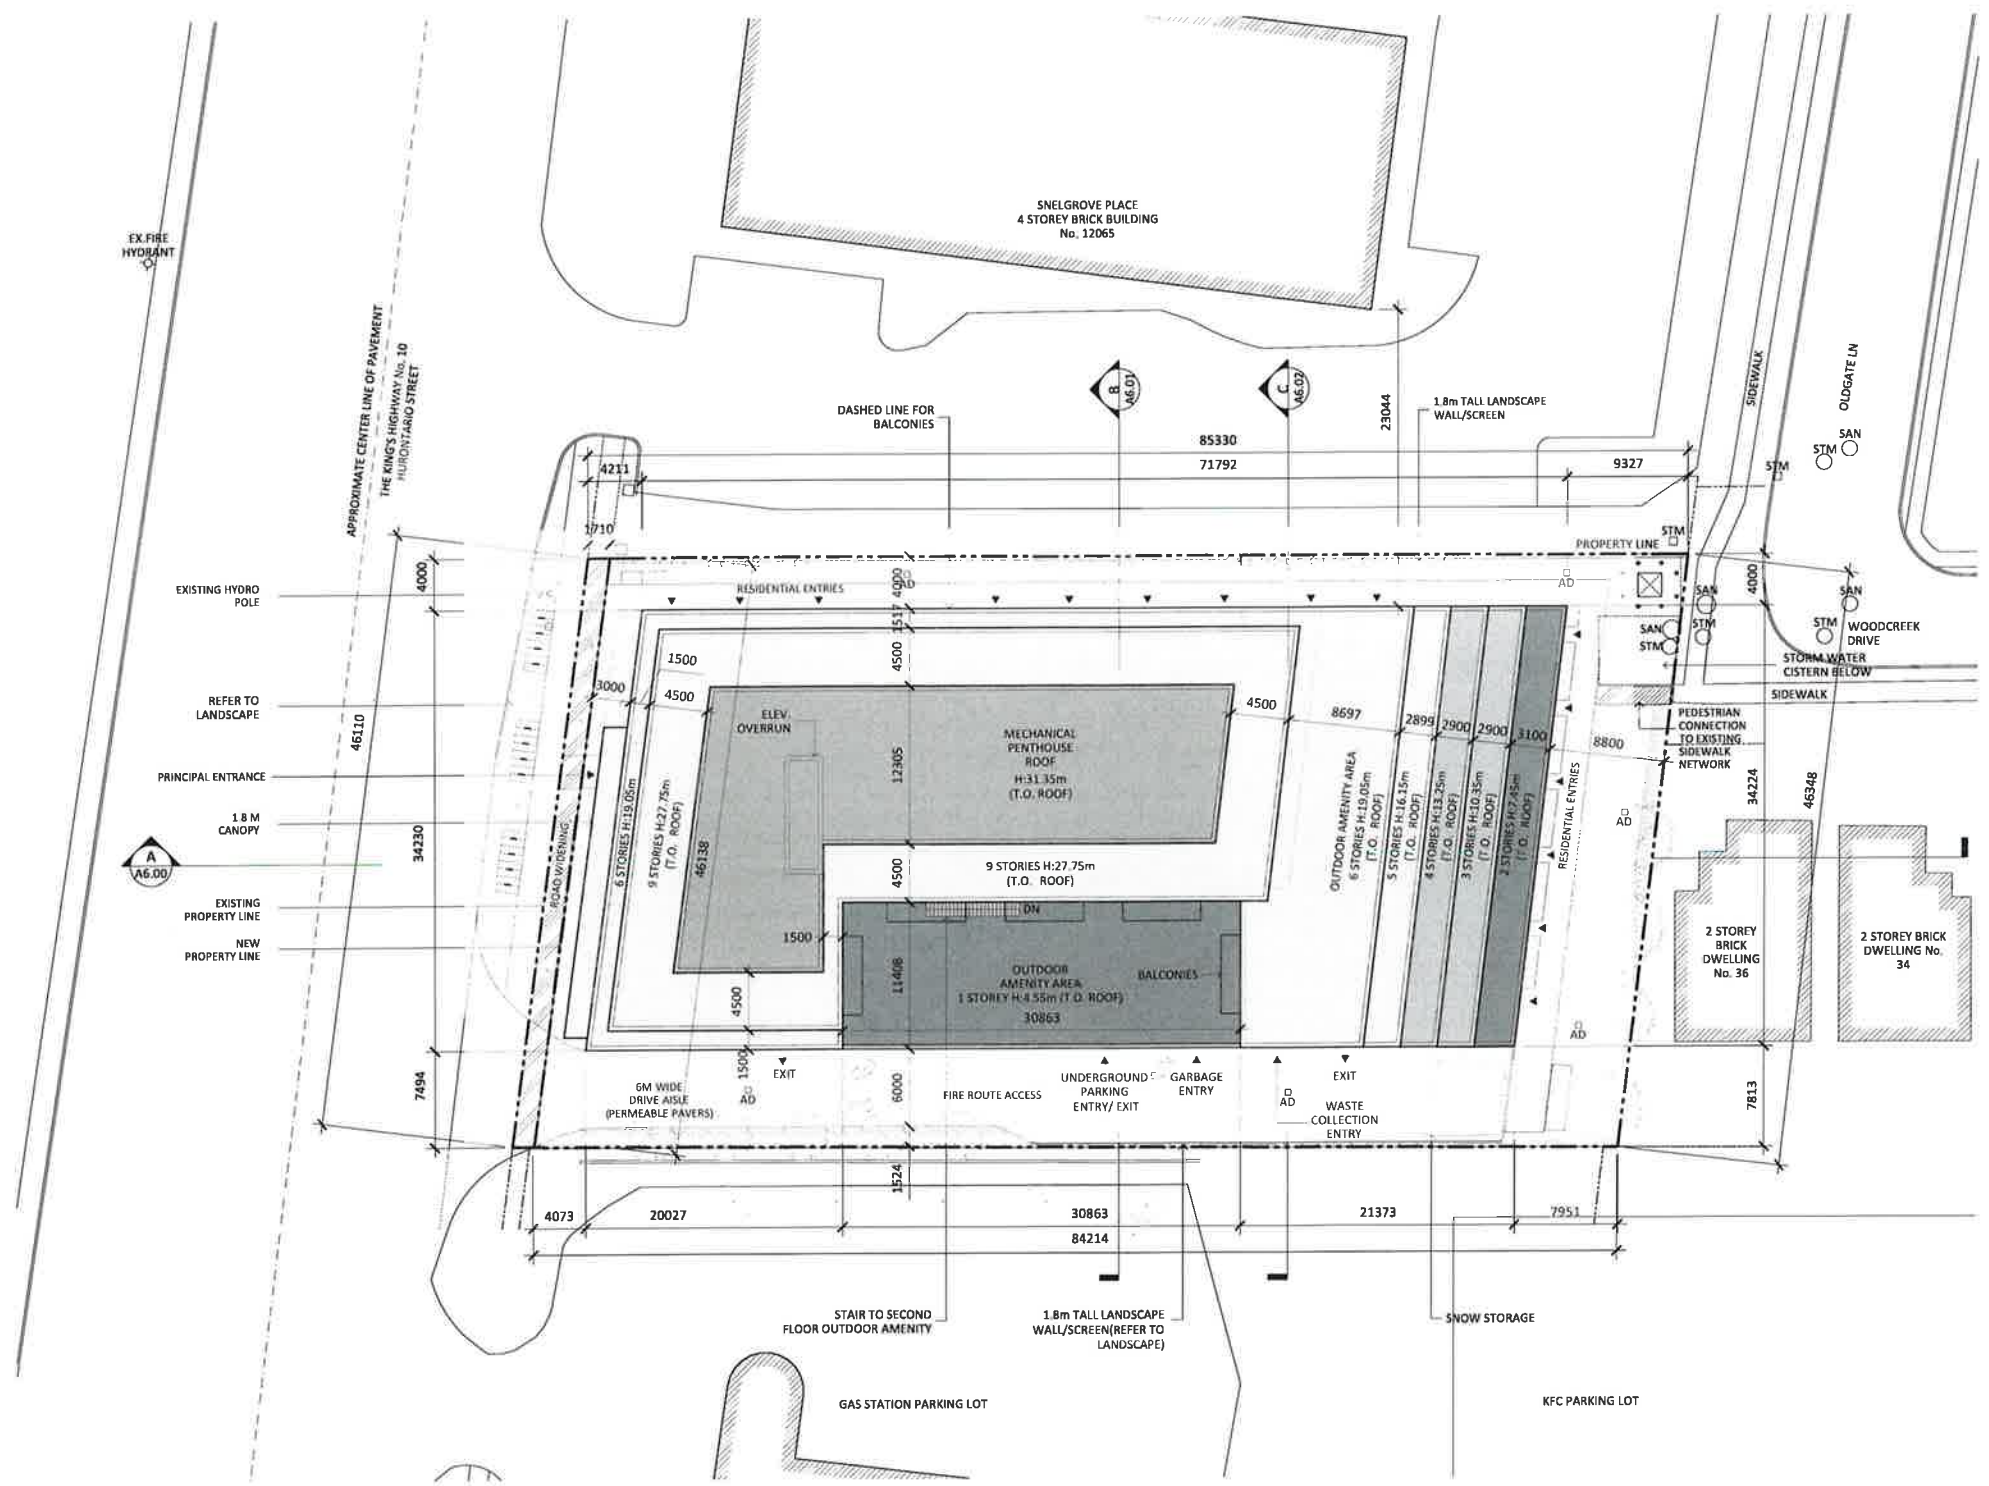 SNELGROVE PLACE
4 STOREY BRICK BUILDING
No. 12065
EX.FIRE
HYDRANT
APPROXIMATE CENTER LINE OF PAVEMENT
THE KING'S HIGHWAY No. 10
HURONTARIO STREET
SIDEWALK
OLDGATE LN
B
A6.01
C
A6.02
23044
DASHED LINE FOR
BALCONIES
1.8m TALL LANDSCAPE
WALL/SCREEN
85330
4211
71792
9327
STM
SAN
STM
1710
STM
PROPERTY LINE
4000
EXISTING HYDRO
POLE
RESIDENTIAL ENTRIES
4000
AD
AD
4000
SAN
SAN
1517
SAN
STM
STM
STM
WOODCREEK
DRIVE
STORM WATER
CISTERN BELOW
SIDEWALK
1500
4500
3000
4500
REFER TO
LANDSCAPE
ELEV.
OVERRUN
MECHANICAL
PENTHOUSE
ROOF
H:31.35m
(T.O. ROOF)
4500
8697
2899
2900
2900
3100
8800
PEDESTRIAN
CONNECTION
TO EXISTING
SIDEWALK
NETWORK
46110
PRINCIPAL ENTRANCE
12305
34224
46348
1.8 M
CANOPY
34230
6 STORIES H:19.05m
9 STORIES H:27.75m
(T.O. ROOF)
46138
OUTDOOR AMENITY AREA
6 STORIES H:19.05m
(T.O. ROOF)
5 STORIES H:16.15m
(T.O. ROOF)
4 STORIES H:13.25m
(T.O. ROOF)
3 STORIES H:10.35m
(T.O. ROOF)
2 STORIES H:7.45m
(T.O. ROOF)
RESIDENTIAL ENTRIES
AD
A
A6.00
ROAD WIDENING
4500
9 STORIES H:27.75m
(T.O. ROOF)
EXISTING
PROPERTY LINE
NEW
PROPERTY LINE
DN
1500
11408
OUTDOOR
AMENITY AREA
1 STOREY H:4.55m (T.O. ROOF)
30863
BALCONIES
2 STOREY
BRICK
DWELLING
No. 36
2 STOREY BRICK
DWELLING No.
34
4500
AD
7494
1500
EXIT
6M WIDE
DRIVE AISLE
(PERMEABLE PAVERS)
AD
6000
FIRE ROUTE ACCESS
UNDERGROUND
PARKING
ENTRY/ EXIT
GARBAGE
ENTRY
AD
EXIT
WASTE
COLLECTION
ENTRY
7813
1524
4073
20027
30863
21373
7951
84214
STAIR TO SECOND
FLOOR OUTDOOR AMENITY
1.8m TALL LANDSCAPE
WALL/SCREEN(REFER TO
LANDSCAPE)
SNOW STORAGE
GAS STATION PARKING LOT
KFC PARKING LOT